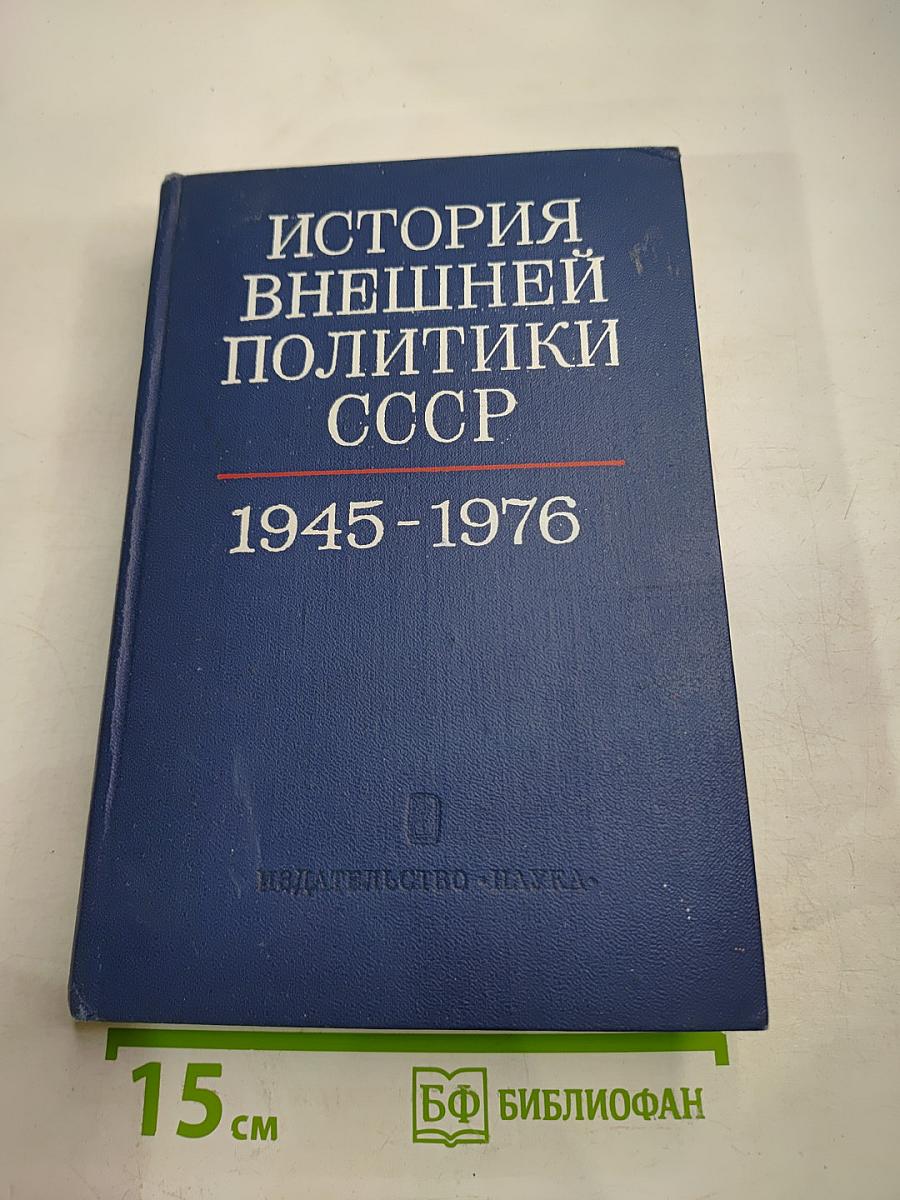 ИСТОРИЯ
ВНЕШНЕЙ
ПОЛИТИКИ
СССР
1945-1976
ИЗДАТЕЛЬСТВО «НАУКА»
15 см
БФ БИБЛИОФАН